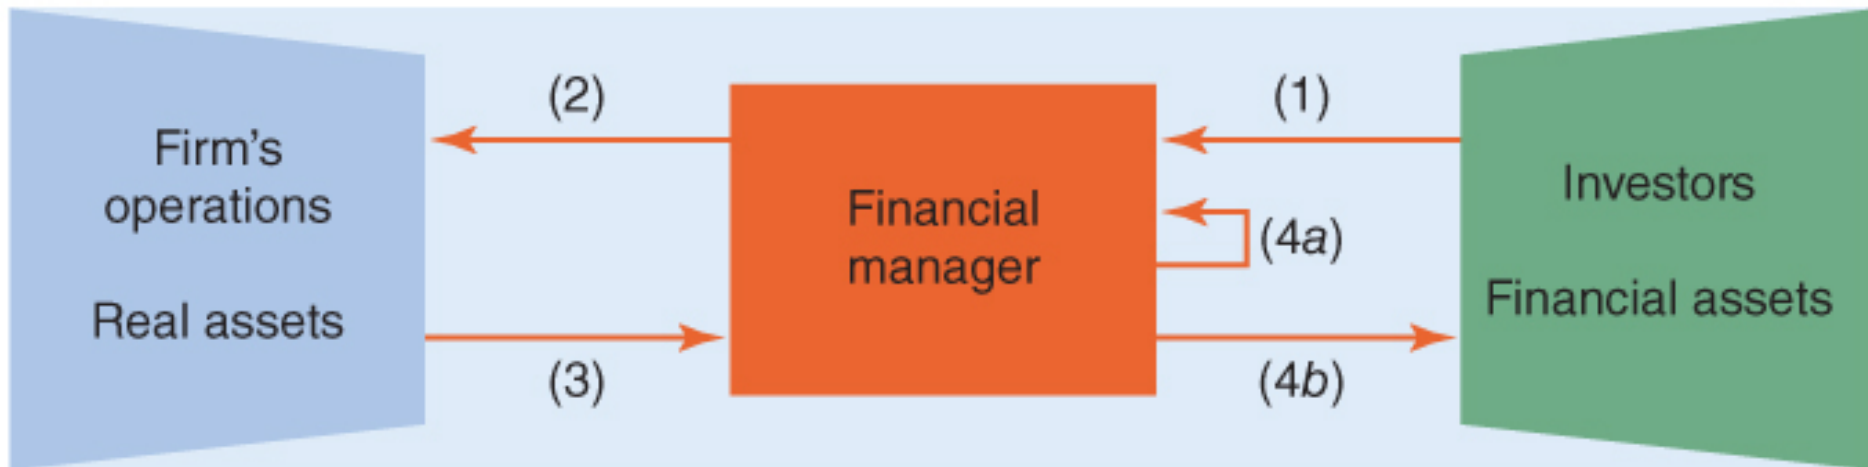 (2)
(1)
Firm's
operations
Real assets
Financial
manager
(4a)
Investors
Financial assets
(3)
(4b)